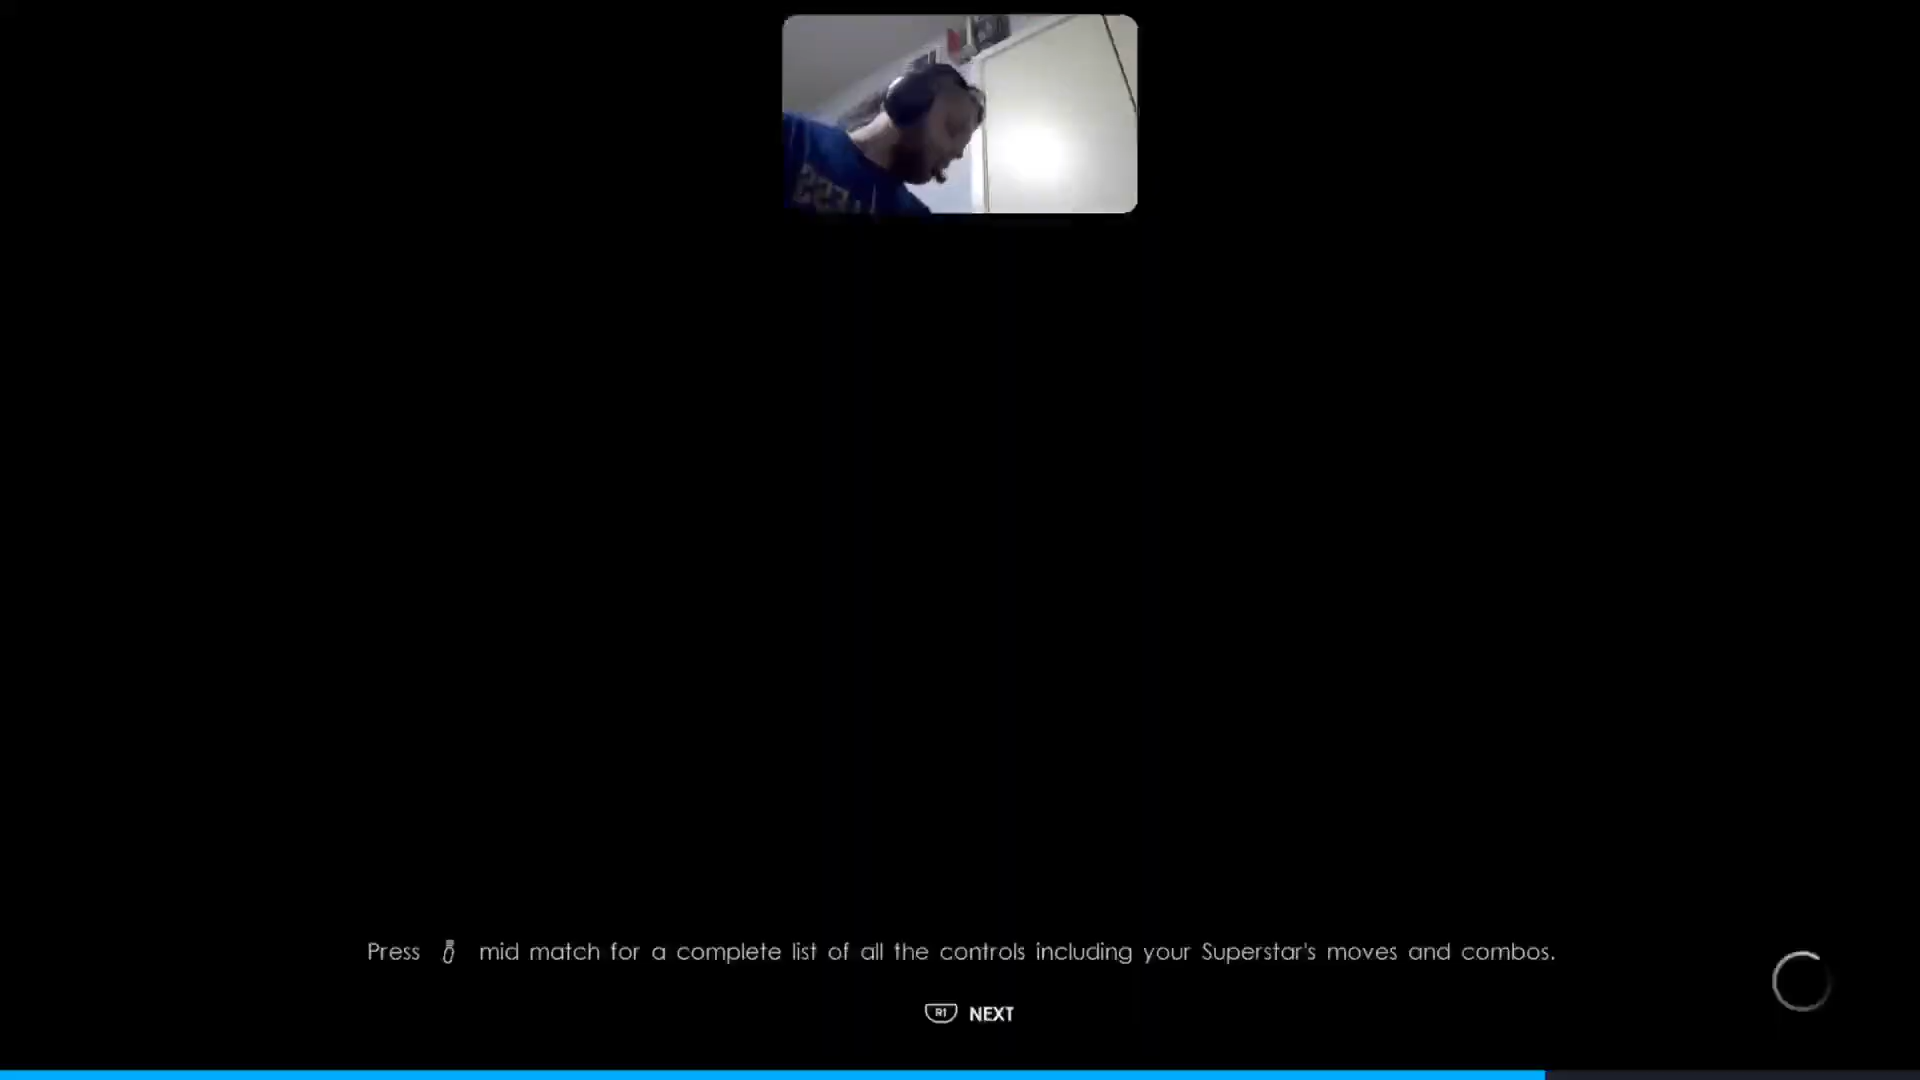 Press mid match for a complete list of all the controls including your Superstar's moves and combos.
R1 NEXT